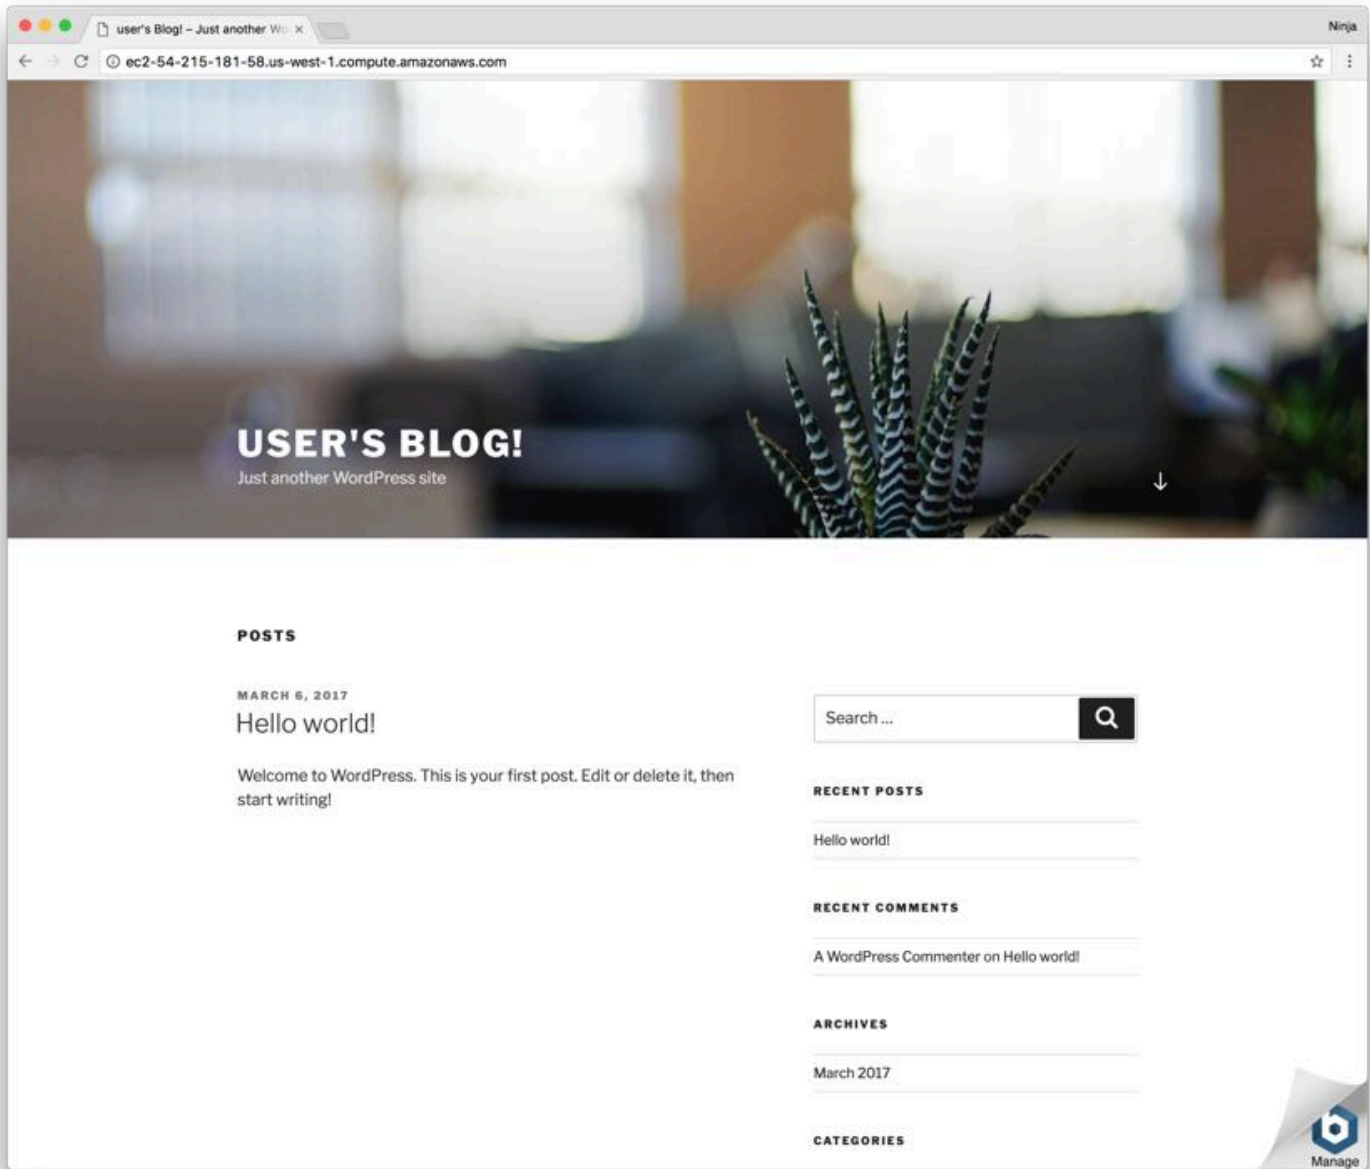 user's Blog! – Just another Wo
Ninja
ec2-54-215-181-58.us-west-1.compute.amazonaws.com
USER'S BLOG!
Just another WordPress site
POSTS
MARCH 6, 2017
Hello world!
Welcome to WordPress. This is your first post. Edit or delete it, then
start writing!
Search ...
RECENT POSTS
Hello world!
RECENT COMMENTS
A WordPress Commenter on Hello world!
ARCHIVES
March 2017
CATEGORIES
b
Manage